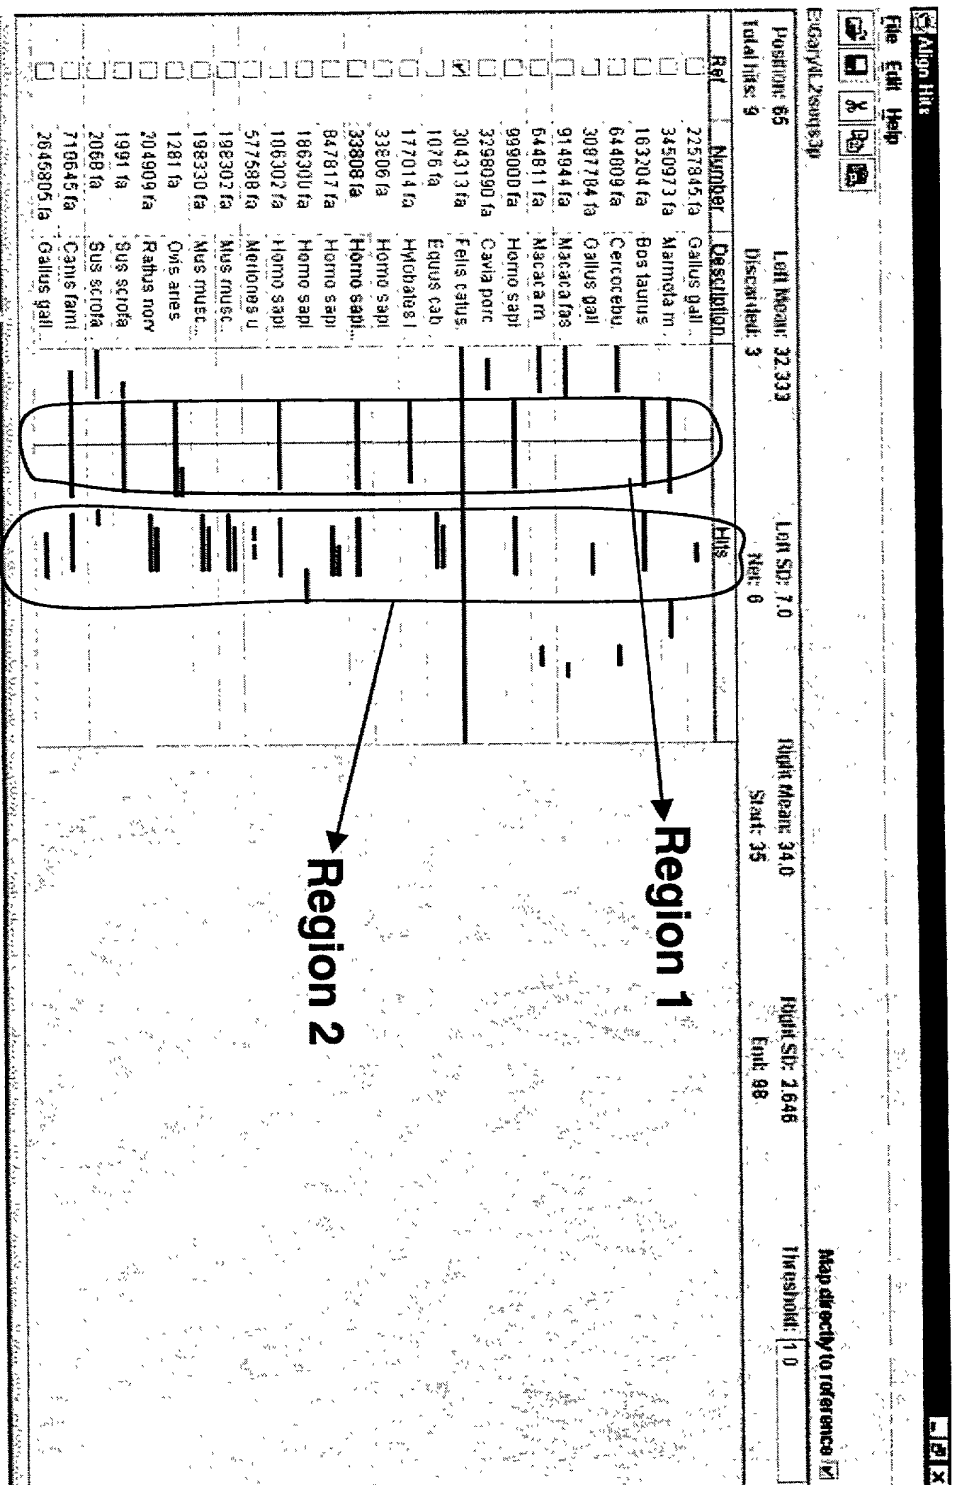 Align Hits
File Edit Help
E:\Gary\IL2\seqs3p
Map directly to reference
Position: 65 Left Mean: 32.333 Left SD: 7.0 Right Mean: 34.0 Right SD: 2.646 Threshold: 1.0
Total hits: 9 Discarded: 3 Net: 6 Start: 35 End: 98
Ref Number Description Hits
2257845.fa Gallus gall..
3450973.fa Marmota m..
163204.fa Bos taurus
644809.fa Cercocebu..
3087784.fa Gallus gall
914944.fa Macaca fas
644811.fa Macaca m..
999000.fa Homo sapi
3298090.fa Cavia porc
304313.fa Felis catus.
1076.fa Equus cab
177014.fa Hylobates l
33806.fa Homo sapi
33808.fa Homo sapi...
847817.fa Homo sapi
186300.fa Homo sapi
106302.fa Homo sapi
577588.fa Meriones u
198302.fa Mus musc..
198330.fa Mus musc...
1281.fa Ovis aries
204909.fa Rattus norv
1991.fa Sus scrofa
2068.fa Sus scrofa
710645.fa Canis fami
2645805.fa Gallus gall..
Region 1
Region 2